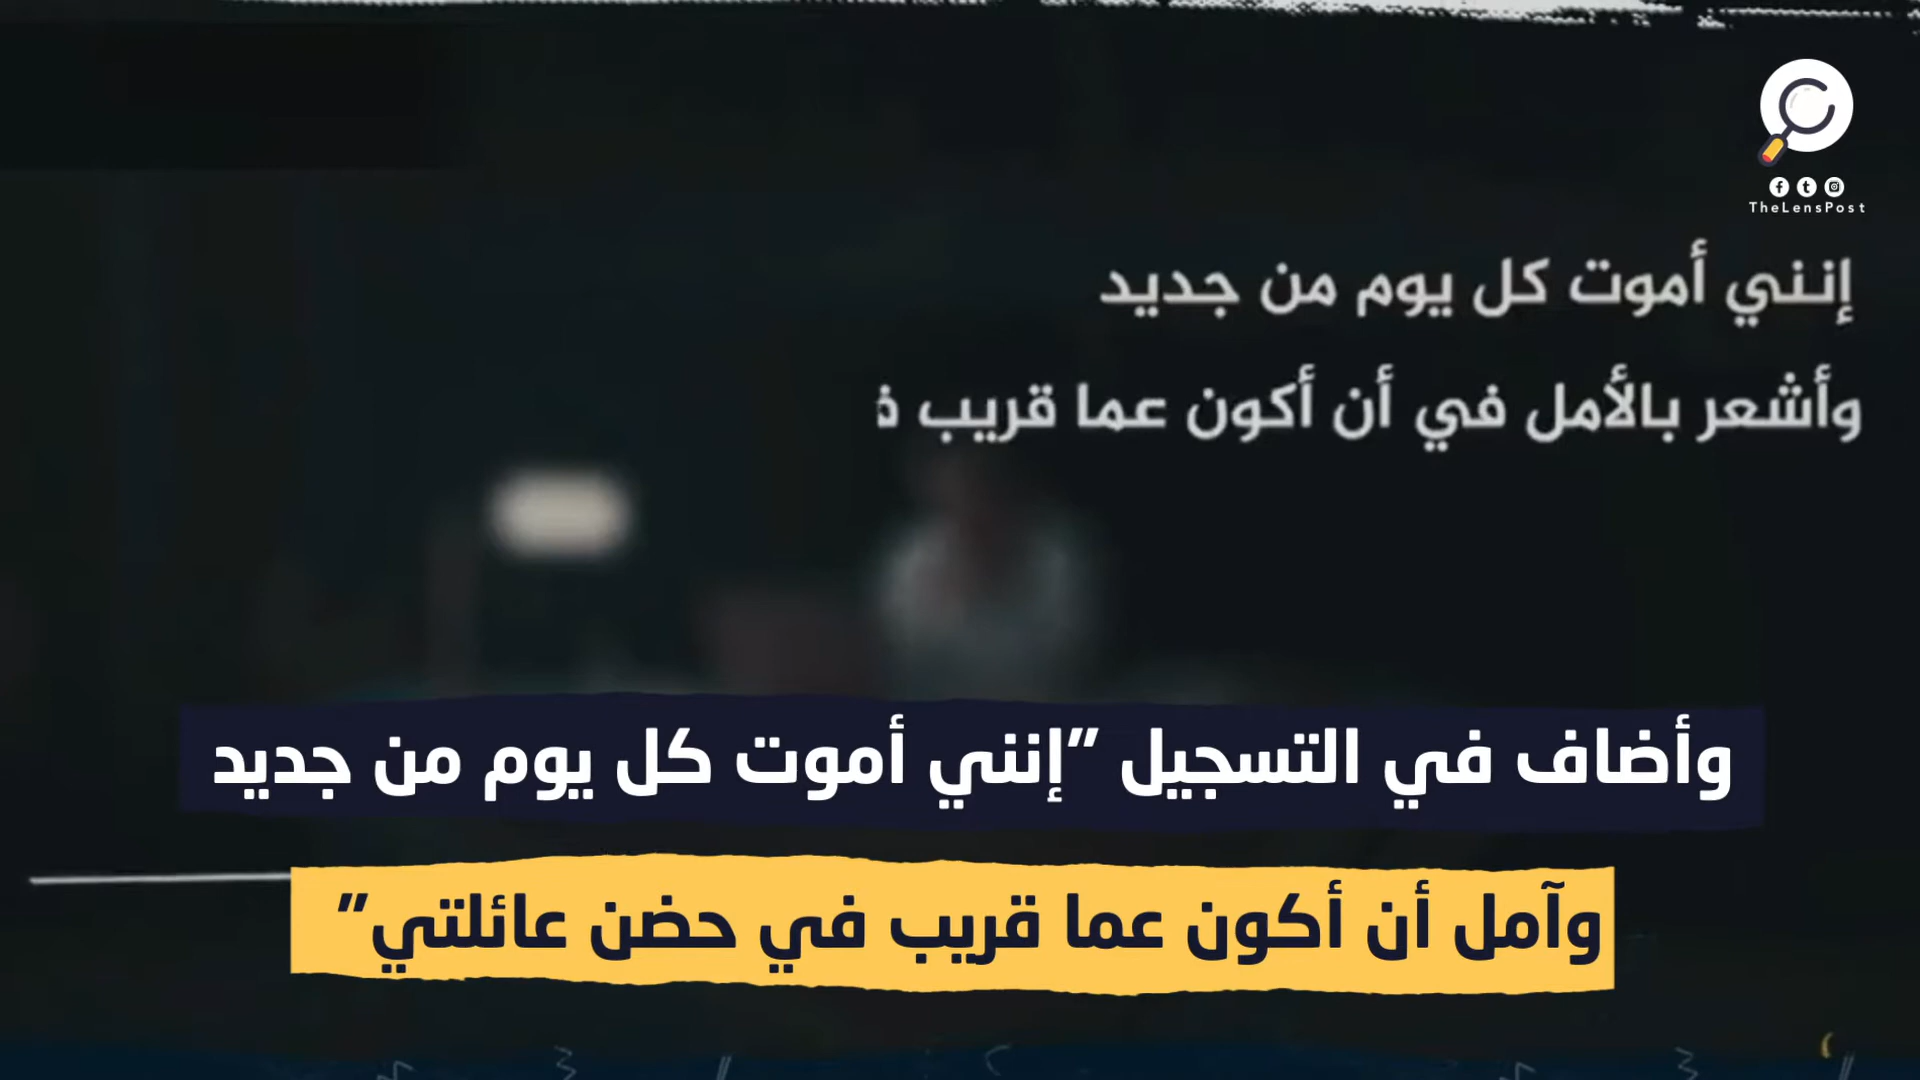 TheLensPost
إنني أموت كل يوم من جديد
وأشعر بالأمل في أن أكون عما قريب
وأضاف في التسجيل "إنني أموت كل يوم من جديد
وآمل أن أكون عما قريب في حضن عائلتي"